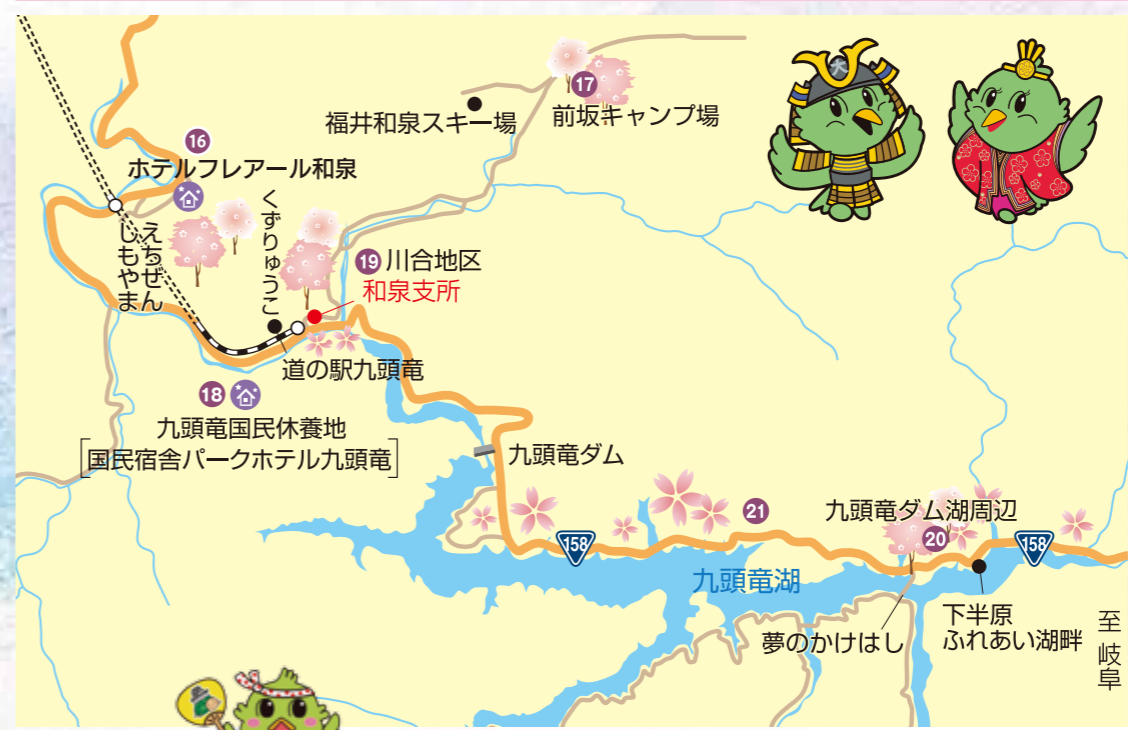 福井和泉スキー場
17
前坂キャンプ場
大
16
ホテルフレアール和泉
えちぜん
しもやま
くずりゅうこ
19 川合地区
和泉支所
道の駅九頭竜
18
九頭竜国民休養地
[国民宿舎パークホテル九頭竜]
九頭竜ダム
21
九頭竜ダム湖周辺
20
158
158
九頭竜湖
夢のかけはし
下半原
ふれあい湖畔
至 岐阜